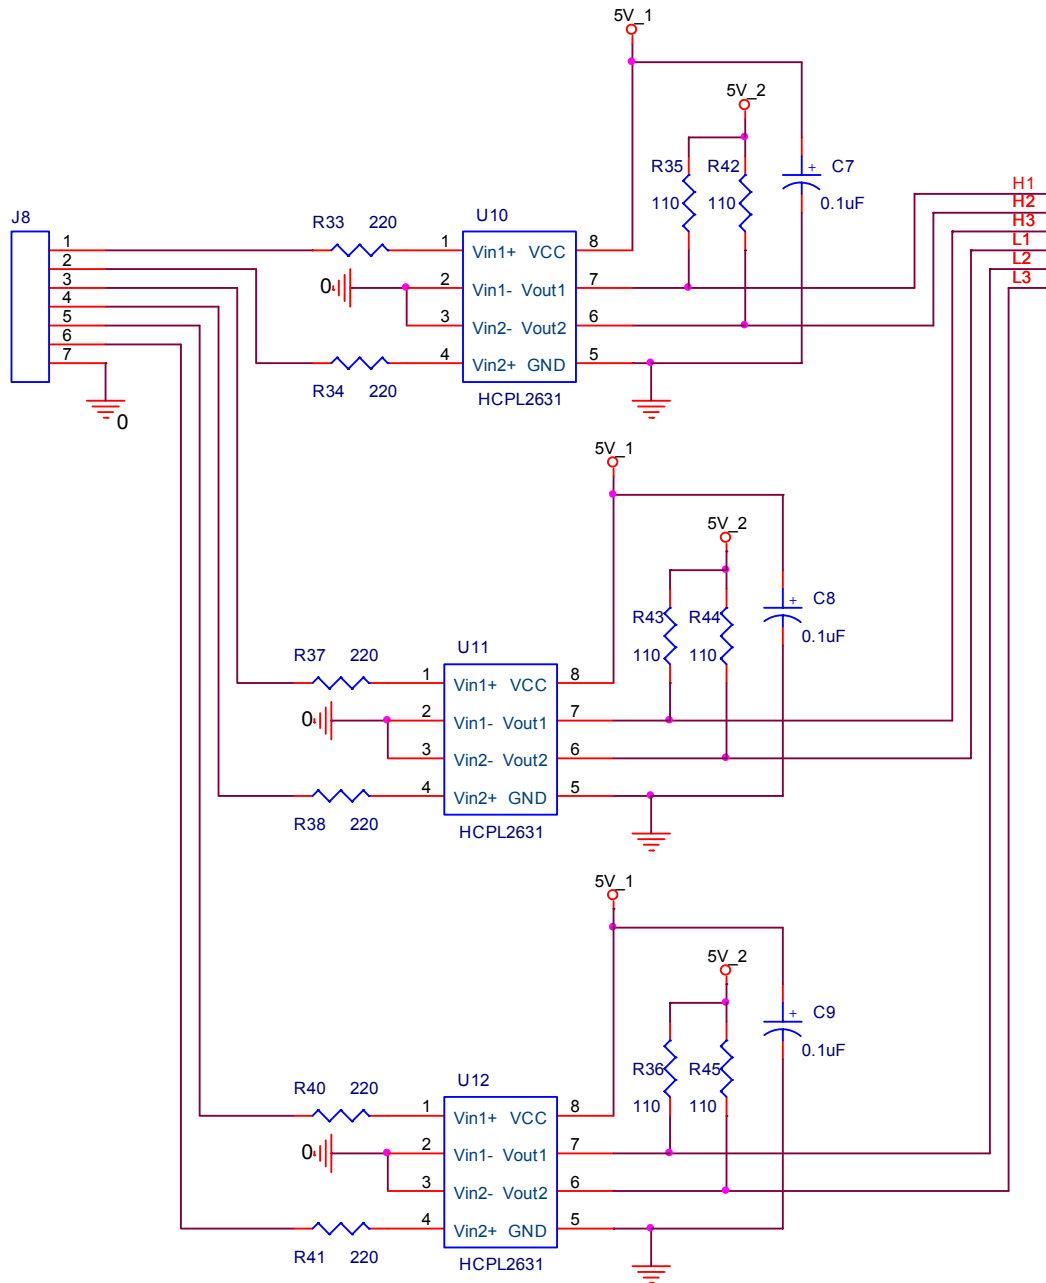 5V_1
5V_2
R35 R42 C7
110 110 0.1uF
H1
H2
H3
L1
L2
L3
J8
1
2
3
4
5
6
7
0
R33 220
U10
1 Vin1+ VCC 8
0 2 Vin1- Vout1 7
3 Vin2- Vout2 6
4 Vin2+ GND 5
R34 220
HCPL2631
5V_1
5V_2
R43 R44 C8
110 110 0.1uF
U11
R37 220
1 Vin1+ VCC 8
0 2 Vin1- Vout1 7
3 Vin2- Vout2 6
4 Vin2+ GND 5
R38 220
HCPL2631
5V_1
5V_2
R36 R45 C9
110 110 0.1uF
U12
R40 220
1 Vin1+ VCC 8
0 2 Vin1- Vout1 7
3 Vin2- Vout2 6
4 Vin2+ GND 5
R41 220
HCPL2631